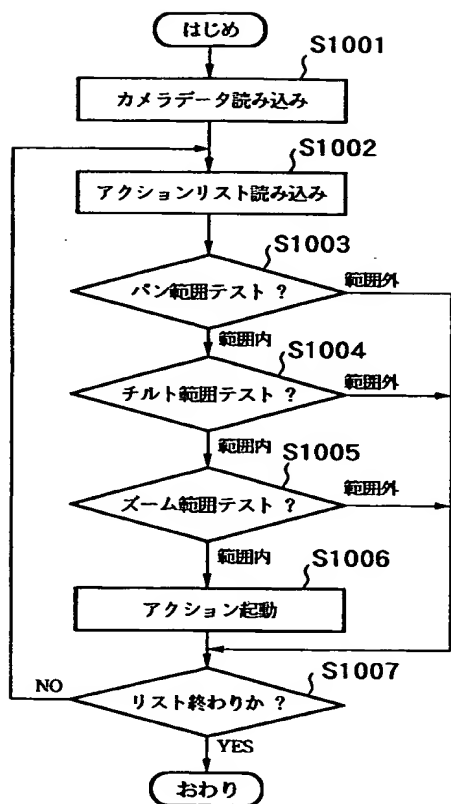 はじめ
S1001
カメラデータ読み込み
S1002
アクションリスト読み込み
S1003
パン範囲テスト ?
範囲外
範囲内
S1004
チルト範囲テスト ?
範囲外
範囲内
S1005
ズーム範囲テスト ?
範囲外
範囲内
S1006
アクション起動
S1007
リスト終わりか ?
NO
YES
おわり